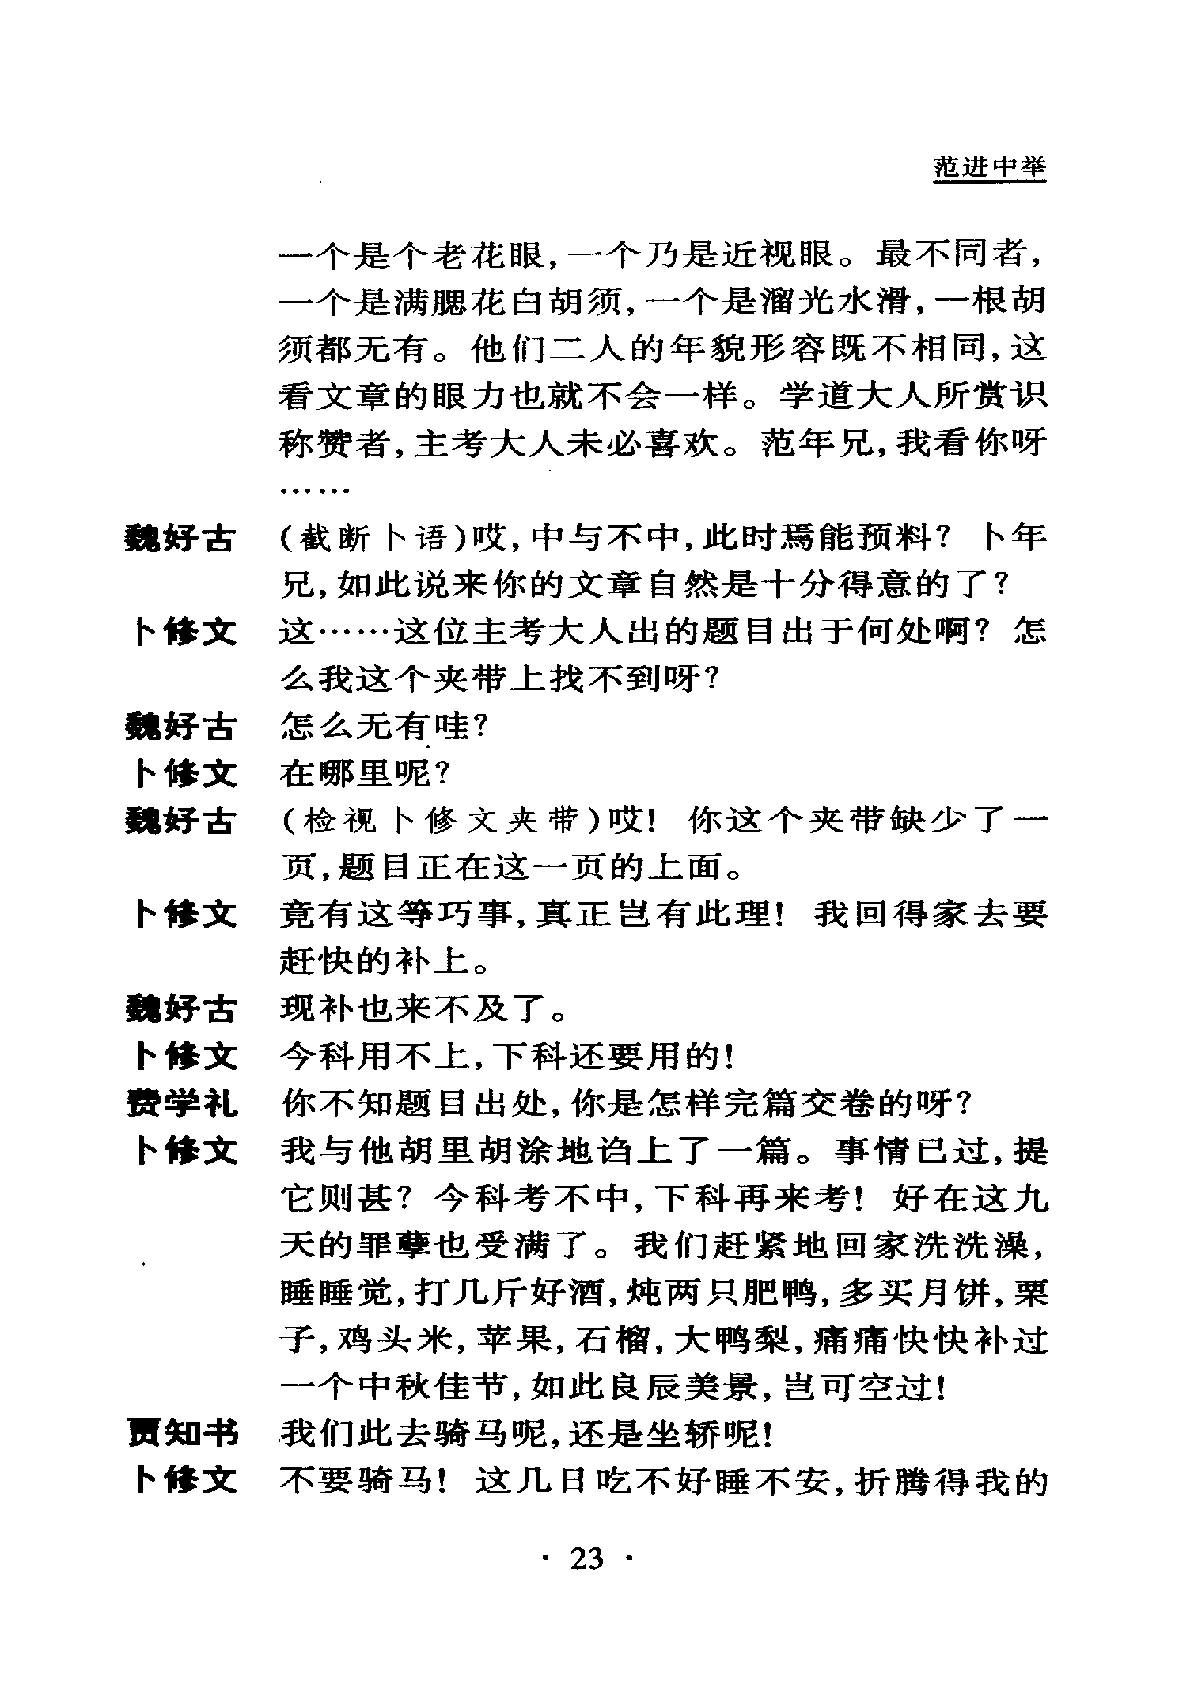 范进中举
一个是个老花眼,一个乃是近视眼。最不同者,
一个是满腮花白胡须,一个是溜光水滑,一根胡
须都无有。他们二人的年貌形容既不相同,这
看文章的眼力也就不会一样。学道大人所赏识
称赞者,主考大人未必喜欢。范年兄,我看你呀
……
魏好古 (截断卜语)哎,中与不中,此时焉能预料? 卜年
兄,如此说来你的文章自然是十分得意的了?
卜修文 这……这位主考大人出的题目出于何处啊? 怎
么我这个夹带上找不到呀?
魏好古 怎么无有哇?
卜修文 在哪里呢?
魏好古 (检视卜修文夹带)哎! 你这个夹带缺少了一
页,题目正在这一页的上面。
卜修文 竟有这等巧事,真正岂有此理! 我回得家去要
赶快的补上。
魏好古 现补也来不及了。
卜修文 今科用不上,下科还要用的!
费学礼 你不知题目出处,你是怎样完篇交卷的呀?
卜修文 我与他胡里胡涂地诌上了一篇。事情已过,提
它则甚? 今科考不中,下科再来考! 好在这九
天的罪孽也受满了。我们赶紧地回家洗洗澡,
睡睡觉,打几斤好酒,炖两只肥鸭,多买月饼,栗
子,鸡头米,苹果,石榴,大鸭梨,痛痛快快补过
一个中秋佳节,如此良辰美景,岂可空过!
贾知书 我们此去骑马呢,还是坐轿呢!
卜修文 不要骑马! 这几日吃不好睡不安,折腾得我的
· 23 ·